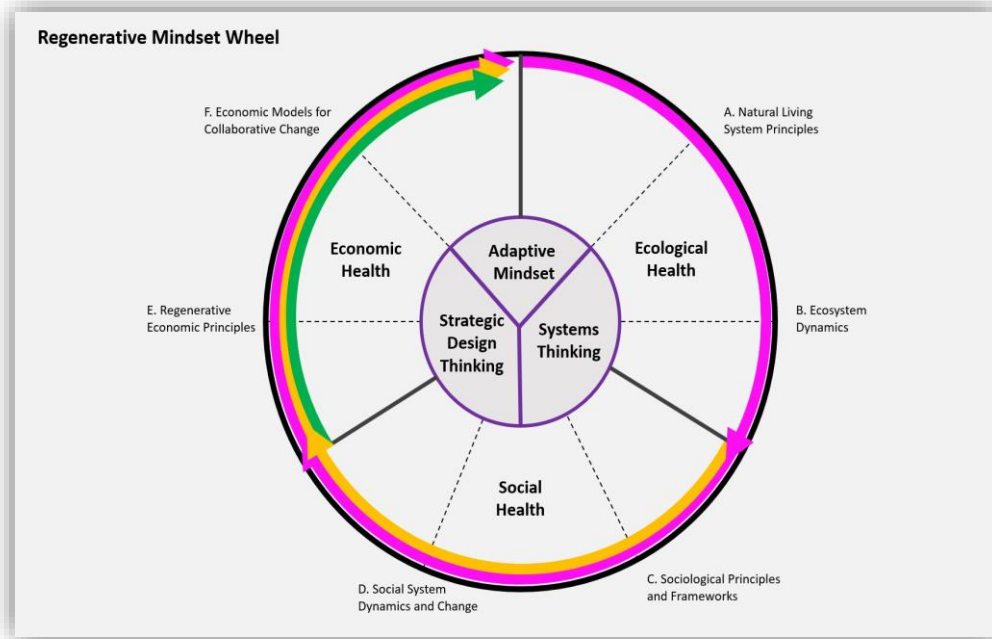 Regenerative Mindset Wheel
F. Economic Models for
Collaborative Change
A. Natural Living
System Principles
Economic
Health
Adaptive
Mindset
Ecological
Health
E. Regenerative
Economic Principles
Strategic
Design
Thinking
Systems
Thinking
B. Ecosystem
Dynamics
Social
Health
D. Social System
Dynamics and Change
C. Sociological Principles
and Frameworks